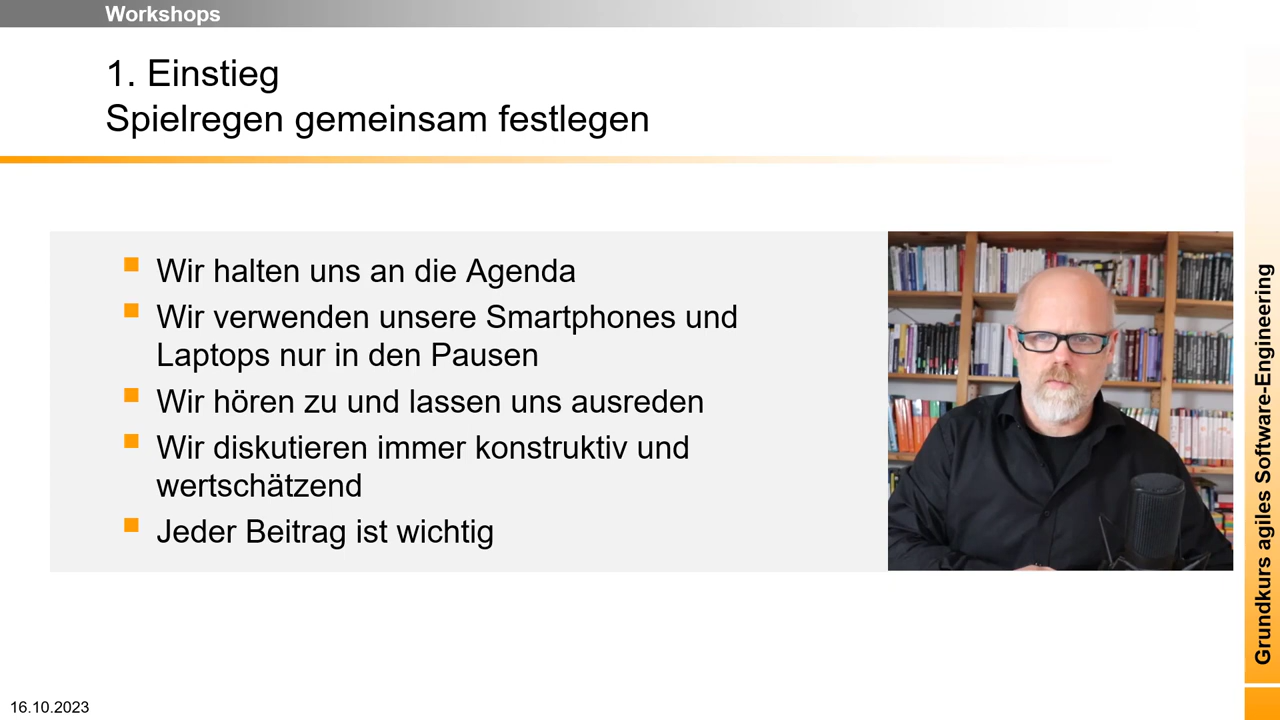 Workshops
1. Einstieg
Spielregen gemeinsam festlegen
Wir halten uns an die Agenda
Wir verwenden unsere Smartphones und
Laptops nur in den Pausen
Wir hören zu und lassen uns ausreden
Wir diskutieren immer konstruktiv und
wertschätzend
Jeder Beitrag ist wichtig
Grundkurs agiles Software-Engineering
16.10.2023